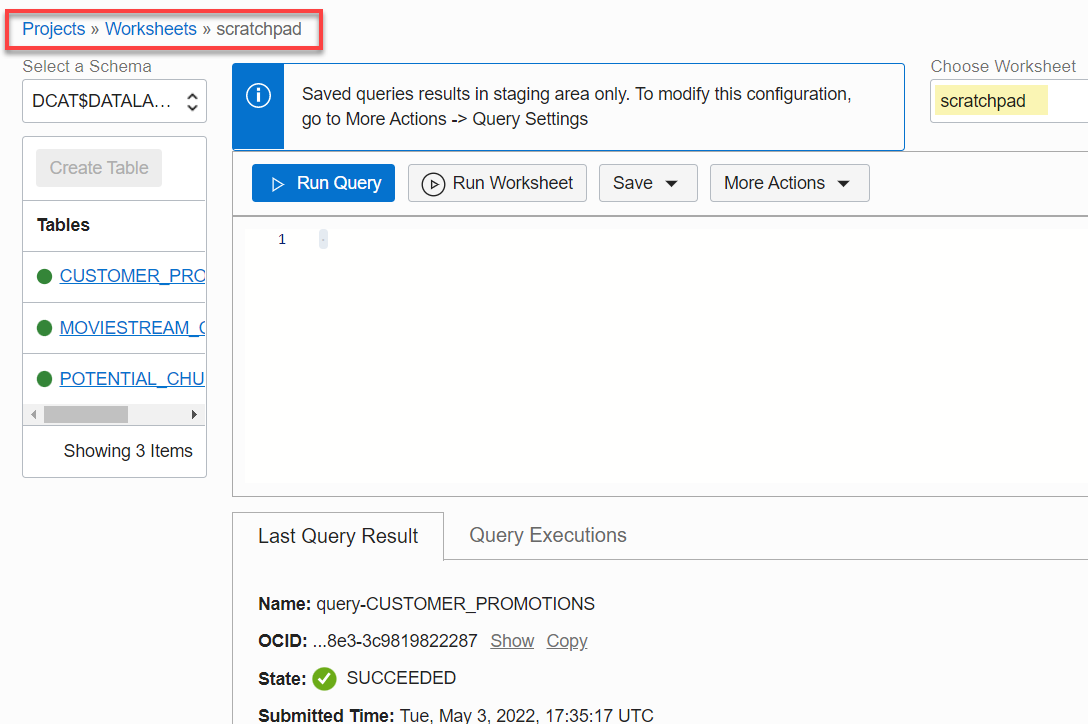 Projects » Worksheets » scratchpad
Select a Schema
DCAT$DATALA...
Create Table
Tables
CUSTOMER_PRO
MOVIESTREAM_
POTENTIAL_CHU
Showing 3 Items
Saved queries results in staging area only. To modify this configuration,
go to More Actions -> Query Settings
Choose Worksheet
scratchpad
Run Query
Run Worksheet
Save
More Actions
1
Last Query Result
Query Executions
Name: query-CUSTOMER_PROMOTIONS
OCID: ...8e3-3c9819822287 Show Copy
State: SUCCEEDED
Submitted Time: Tue, May 3, 2022, 17:35:17 UTC